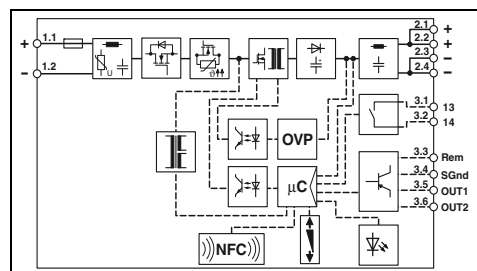 2.1 +
+ 1.1 2.2 +
2.3 −
− 1.2 U ϑ 2.4 −
3.1 13
3.2 14
OVP
3.3 Rem
3.4 SGnd
µC 3.5 OUT1
3.6 OUT2
NFC